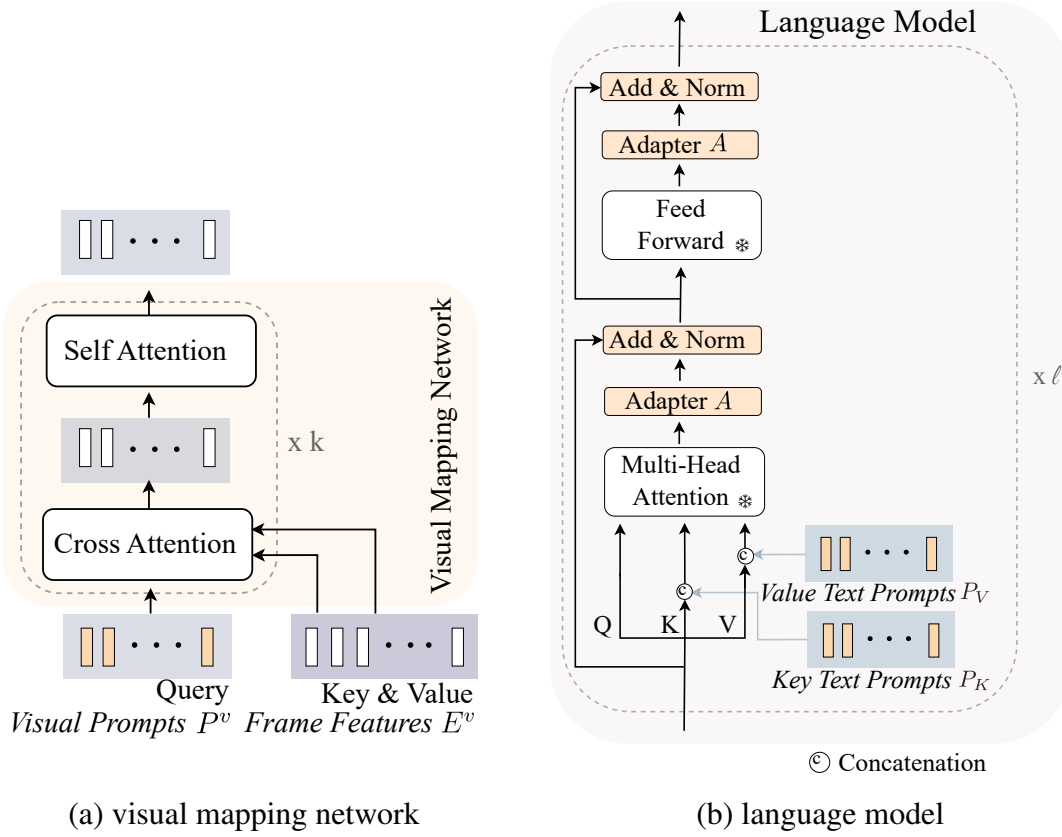 Self Attention
x k
Cross Attention
Visual Mapping Network
Query
Visual Prompts P^v
Key & Value
Frame Features E^v
(a) visual mapping network
Language Model
Add & Norm
Adapter A
Feed
Forward
Add & Norm
x ℓ
Adapter A
Multi-Head
Attention
c
Value Text Prompts P_V
c
Q
K
V
Key Text Prompts P_K
c Concatenation
(b) language model